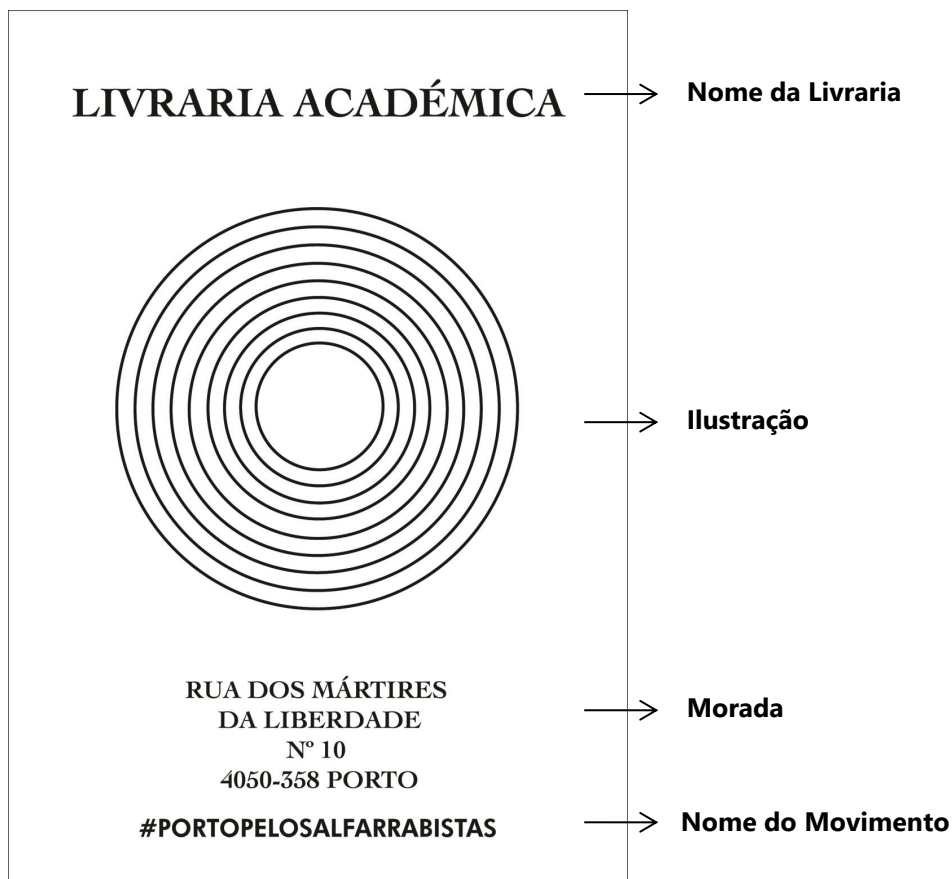 LIVRARIA ACADÉMICA
Nome da Livraria
Ilustração
RUA DOS MÁRTIRES
DA LIBERDADE
Nº 10
4050-358 PORTO
Morada
#PORTOPELOSALFARRABISTAS
Nome do Movimento